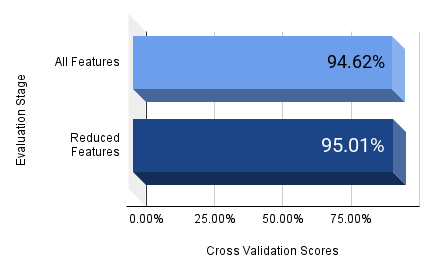 Evaluation Stage
All Features
94.62%
Reduced
Features
95.01%
0.00% 25.00% 50.00% 75.00%
Cross Validation Scores